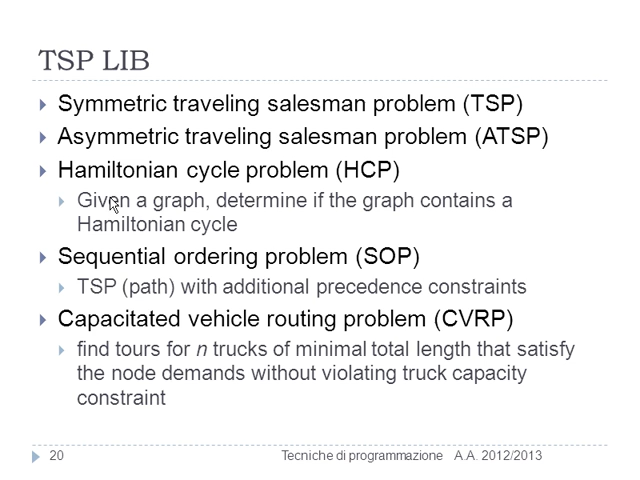 TSP LIB
Symmetric traveling salesman problem (TSP)
Asymmetric traveling salesman problem (ATSP)
Hamiltonian cycle problem (HCP)
Given a graph, determine if the graph contains a
Hamiltonian cycle
Sequential ordering problem (SOP)
TSP (path) with additional precedence constraints
Capacitated vehicle routing problem (CVRP)
find tours for n trucks of minimal total length that satisfy
the node demands without violating truck capacity
constraint
20 Tecniche di programmazione A.A. 2012/2013